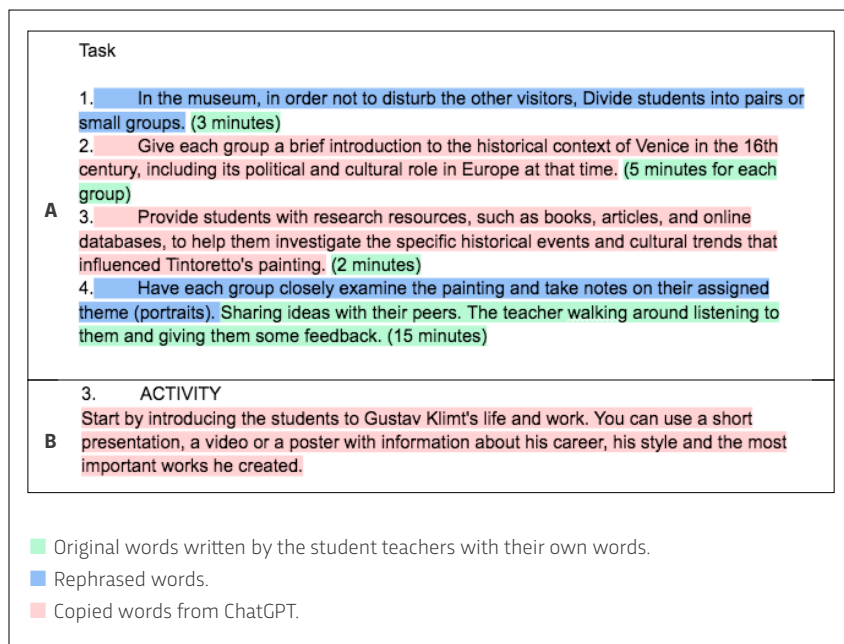 Task
1. In the museum, in order not to disturb the other visitors, Divide students into pairs or
small groups. (3 minutes)
2. Give each group a brief introduction to the historical context of Venice in the 16th
century, including its political and cultural role in Europe at that time. (5 minutes for each
group)
A
3. Provide students with research resources, such as books, articles, and online
databases, to help them investigate the specific historical events and cultural trends that
influenced Tintoretto's painting. (2 minutes)
4. Have each group closely examine the painting and take notes on their assigned
theme (portraits). Sharing ideas with their peers. The teacher walking around listening to
them and giving them some feedback. (15 minutes)
3. ACTIVITY
Start by introducing the students to Gustav Klimt's life and work. You can use a short
B presentation, a video or a poster with information about his career, his style and the most
important works he created.
Original words written by the student teachers with their own words.
Rephrased words.
Copied words from ChatGPT.